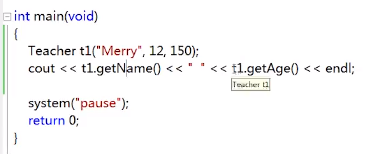 int main(void)
{
Teacher t1("Merry", 12, 150);
cout << t1.getName() << "  " << t1.getAge() << endl;
Teacher t1
system("pause");
return 0;
}